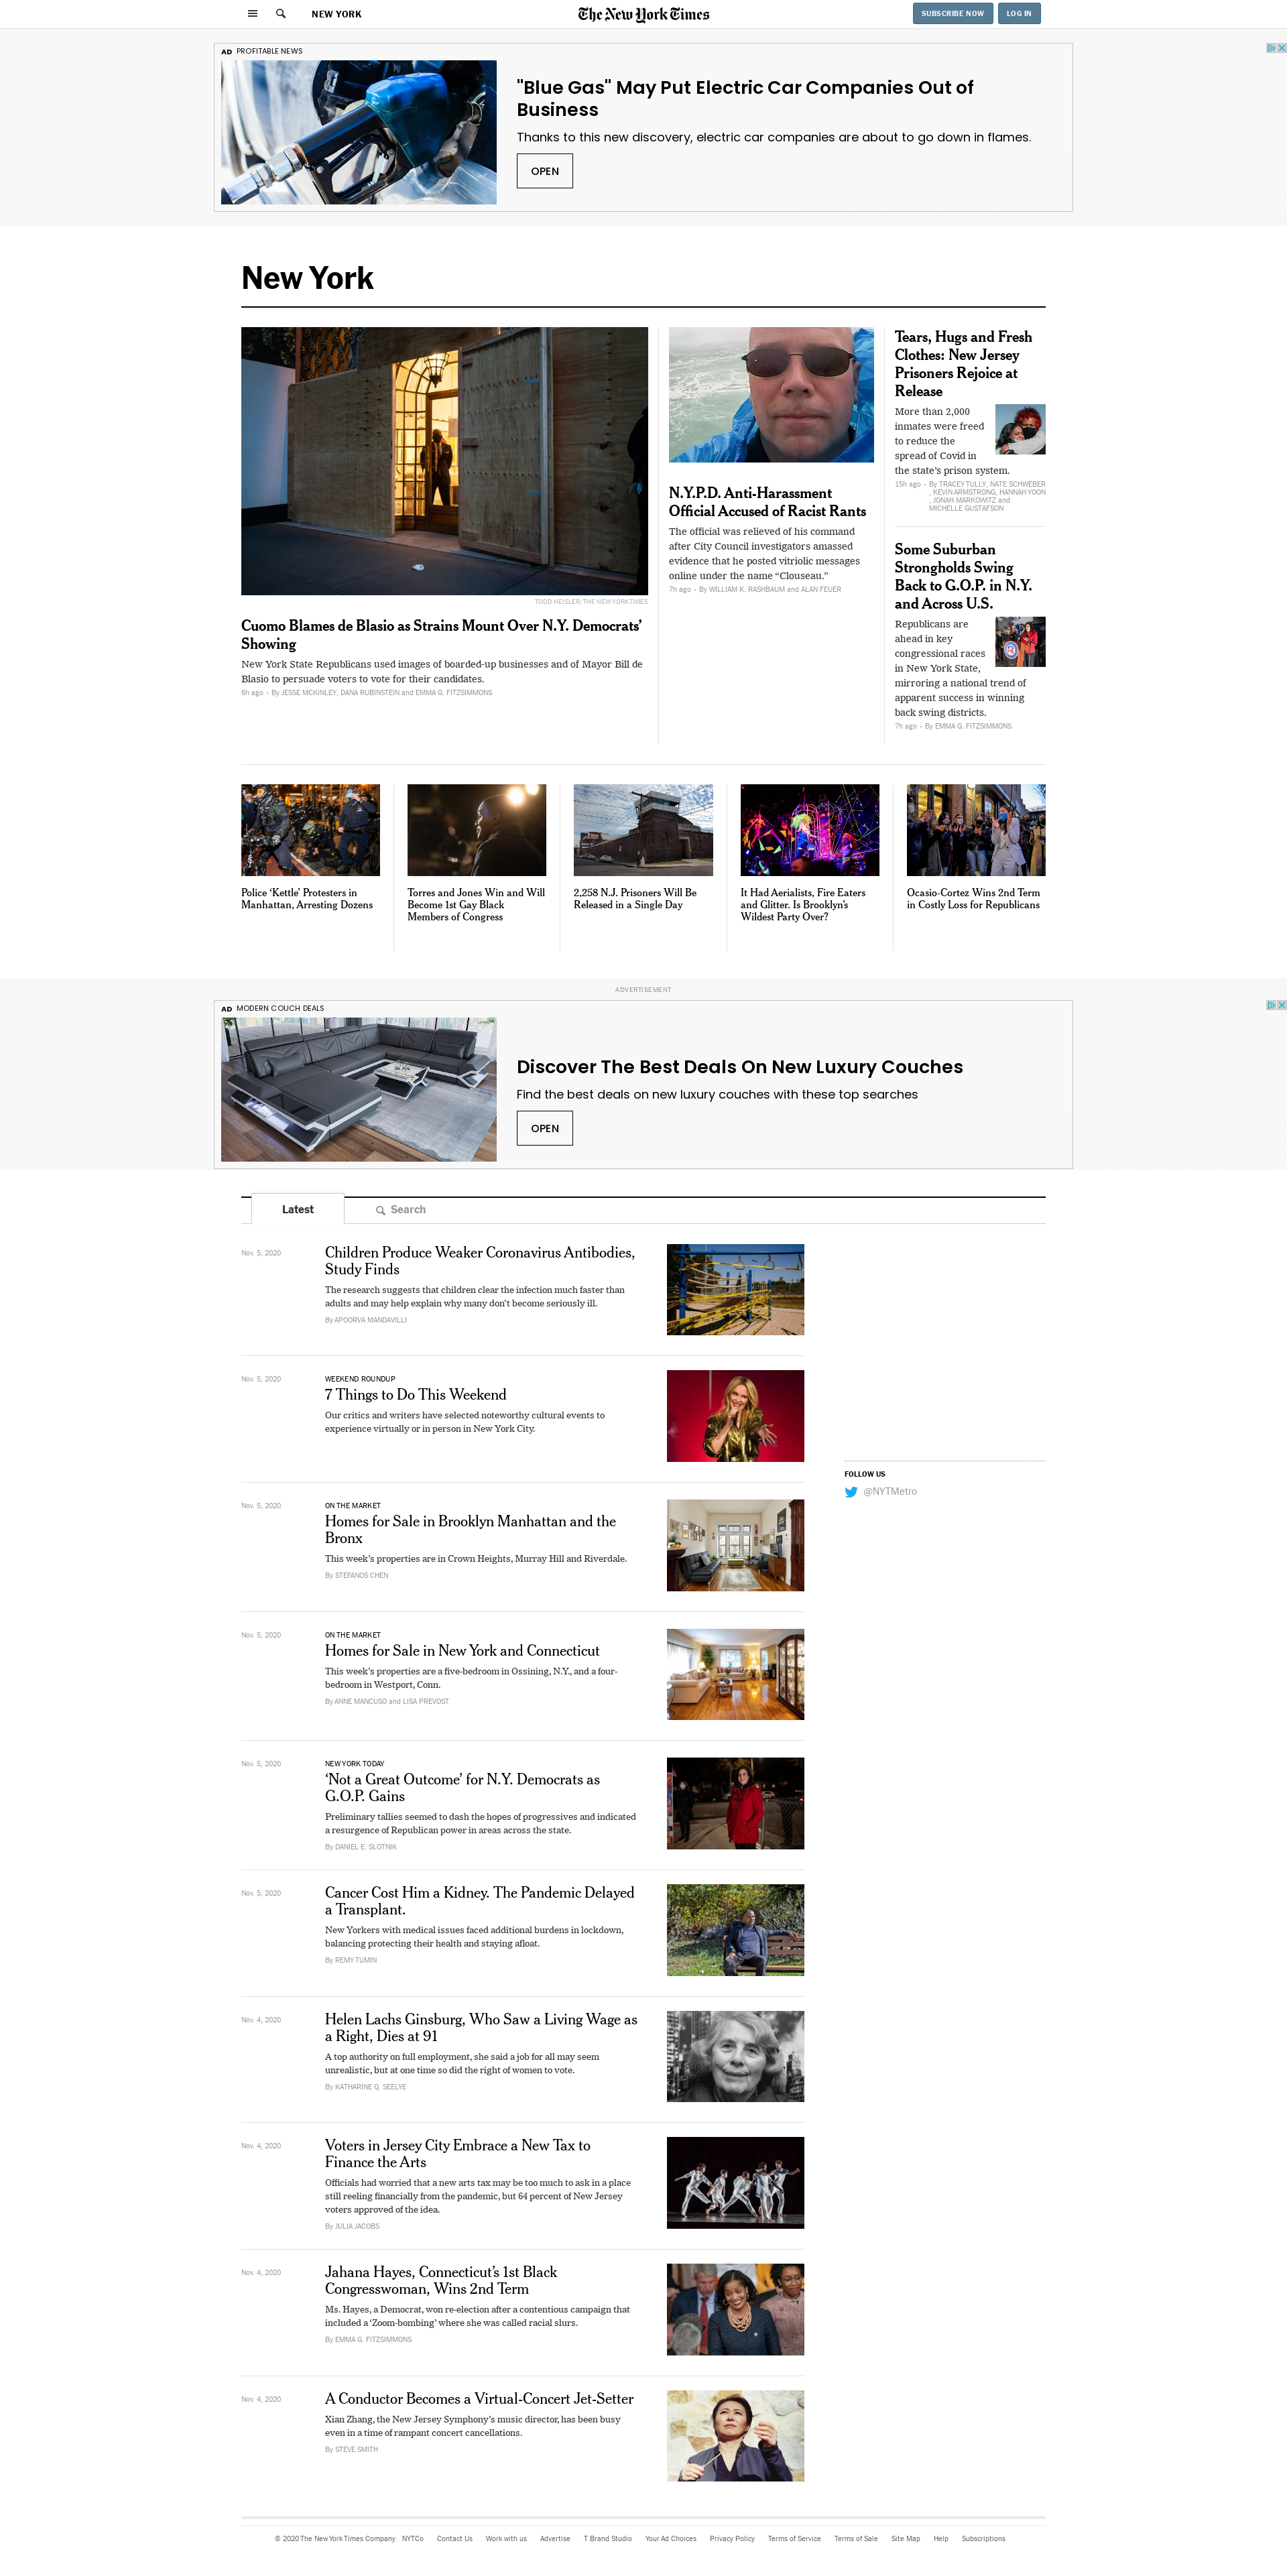 NEW YORK
The New York Times
SUBSCRIBE NOW
LOG IN
AD PROFITABLE NEWS
"Blue Gas" May Put Electric Car Companies Out of
Business
Thanks to this new discovery, electric car companies are about to go down in flames.
OPEN
New York
TODD HEISLER/THE NEW YORK TIMES
Cuomo Blames de Blasio as Strains Mount Over N.Y. Democrats’
Showing
New York State Republicans used images of boarded-up businesses and of Mayor Bill de
Blasio to persuade voters to vote for their candidates.
6h ago • By JESSE MCKINLEY, DANA RUBINSTEIN and EMMA G. FITZSIMMONS
N.Y.P.D. Anti-Harassment
Official Accused of Racist Rants
The official was relieved of his command
after City Council investigators amassed
evidence that he posted vitriolic messages
online under the name “Clouseau.”
7h ago • By WILLIAM K. RASHBAUM and ALAN FEUER
Tears, Hugs and Fresh
Clothes: New Jersey
Prisoners Rejoice at
Release
More than 2,000
inmates were freed
to reduce the
spread of Covid in
the state’s prison system.
15h ago • By TRACEY TULLY, NATE SCHWEBER
, KEVIN ARMSTRONG, HANNAH YOON
, JONAH MARKOWITZ and
MICHELLE GUSTAFSON
Some Suburban
Strongholds Swing
Back to G.O.P. in N.Y.
and Across U.S.
Republicans are
ahead in key
congressional races
in New York State,
mirroring a national trend of
apparent success in winning
back swing districts.
7h ago • By EMMA G. FITZSIMMONS
Police ‘Kettle’ Protesters in
Manhattan, Arresting Dozens
Torres and Jones Win and Will
Become 1st Gay Black
Members of Congress
2,258 N.J. Prisoners Will Be
Released in a Single Day
It Had Aerialists, Fire Eaters
and Glitter. Is Brooklyn’s
Wildest Party Over?
Ocasio-Cortez Wins 2nd Term
in Costly Loss for Republicans
ADVERTISEMENT
AD MODERN COUCH DEALS
Discover The Best Deals On New Luxury Couches
Find the best deals on new luxury couches with these top searches
OPEN
Latest
Search
Nov. 5, 2020
Children Produce Weaker Coronavirus Antibodies,
Study Finds
The research suggests that children clear the infection much faster than
adults and may help explain why many don’t become seriously ill.
By APOORVA MANDAVILLI
Nov. 5, 2020
WEEKEND ROUNDUP
7 Things to Do This Weekend
Our critics and writers have selected noteworthy cultural events to
experience virtually or in person in New York City.
FOLLOW US
@NYTMetro
Nov. 5, 2020
ON THE MARKET
Homes for Sale in Brooklyn Manhattan and the
Bronx
This week’s properties are in Crown Heights, Murray Hill and Riverdale.
By STEFANOS CHEN
Nov. 5, 2020
ON THE MARKET
Homes for Sale in New York and Connecticut
This week’s properties are a five-bedroom in Ossining, N.Y., and a four-
bedroom in Westport, Conn.
By ANNE MANCUSO and LISA PREVOST
Nov. 5, 2020
NEW YORK TODAY
‘Not a Great Outcome’ for N.Y. Democrats as
G.O.P. Gains
Preliminary tallies seemed to dash the hopes of progressives and indicated
a resurgence of Republican power in areas across the state.
By DANIEL E. SLOTNIK
Nov. 5, 2020
Cancer Cost Him a Kidney. The Pandemic Delayed
a Transplant.
New Yorkers with medical issues faced additional burdens in lockdown,
balancing protecting their health and staying afloat.
By REMY TUMIN
Nov. 4, 2020
Helen Lachs Ginsburg, Who Saw a Living Wage as
a Right, Dies at 91
A top authority on full employment, she said a job for all may seem
unrealistic, but at one time so did the right of women to vote.
By KATHARINE Q. SEELYE
Nov. 4, 2020
Voters in Jersey City Embrace a New Tax to
Finance the Arts
Officials had worried that a new arts tax may be too much to ask in a place
still reeling financially from the pandemic, but 64 percent of New Jersey
voters approved of the idea.
By JULIA JACOBS
Nov. 4, 2020
Jahana Hayes, Connecticut’s 1st Black
Congresswoman, Wins 2nd Term
Ms. Hayes, a Democrat, won re-election after a contentious campaign that
included a ‘Zoom-bombing’ where she was called racial slurs.
By EMMA G. FITZSIMMONS
Nov. 4, 2020
A Conductor Becomes a Virtual-Concert Jet-Setter
Xian Zhang, the New Jersey Symphony’s music director, has been busy
even in a time of rampant concert cancellations.
By STEVE SMITH
© 2020 The New York Times Company NYTCo Contact Us Work with us Advertise T Brand Studio Your Ad Choices Privacy Policy Terms of Service Terms of Sale Site Map Help Subscriptions